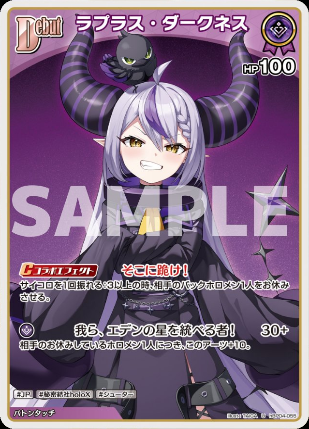 Debut
ラプラス・ダークネス
HP100
SAMPLE
コラボエフェクト
そこに跪け!
サイコロを1回振れる:3以上の時、相手のバックホロメン1人をお休み
させる。
我ら、エデンの星を統べる者! 30+
相手のお休みしているホロメン1人につき、このアーツ+10。
#JP #秘密結社holoX #シューター
バトンタッチ